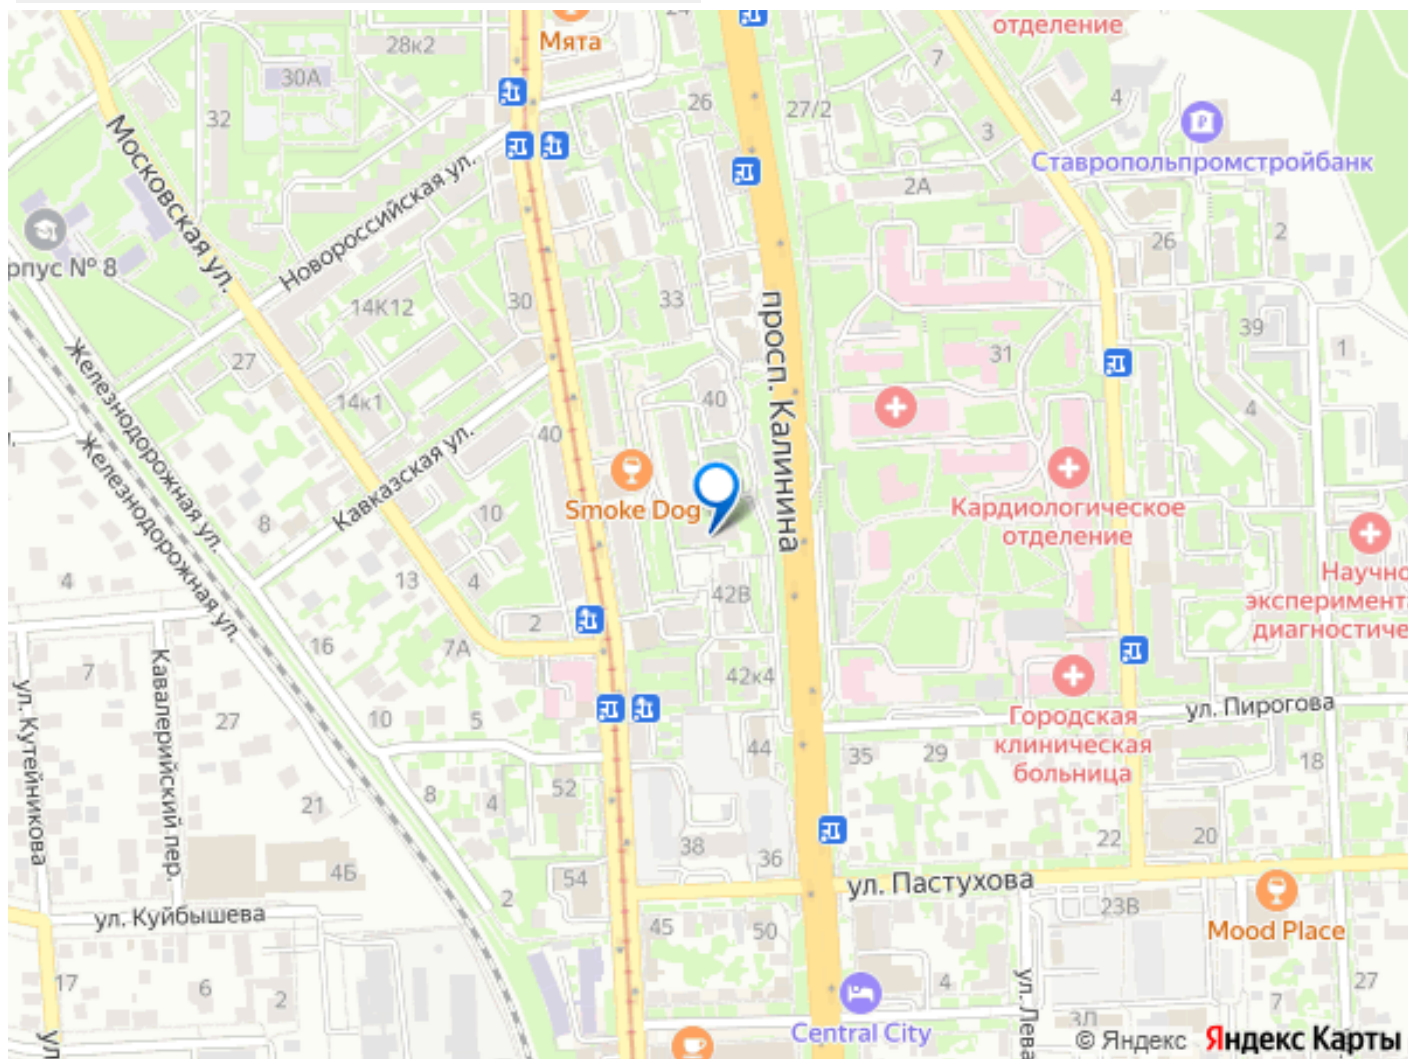 24
отделение
28к2
Мята
7
30А
26
27/2
4
32
3
Ставропольпромстройбанк
Московская ул.
Новороссийская ул.
2А
2
26
рпус № 8
14К12
30
33
просп. Калинина
39
1
27
31
14к1
40
4
Железнодорожная ул.
Железнодорожная ул.
Кавказская ул.
40
Smoke Dog
10
8
Кардиологическое
отделение
Научно
эксперимент
диагностиче
4
13
4
42В
2
16
7А
7
ул. Кутейникова
Кавалерийский пер.
27
10
5
42к4
ул. Пирогова
Городская
клиническая
больница
44
35
29
18
8
4
52
21
22
20
38
36
4Б
54
2
ул. Пастухова
23В
ул. Куйбышева
45
50
Mood Place
17
6
2
4
27
7
ул. Лева
Central City
ул
3Д
© Яндекс Яндекс Карты